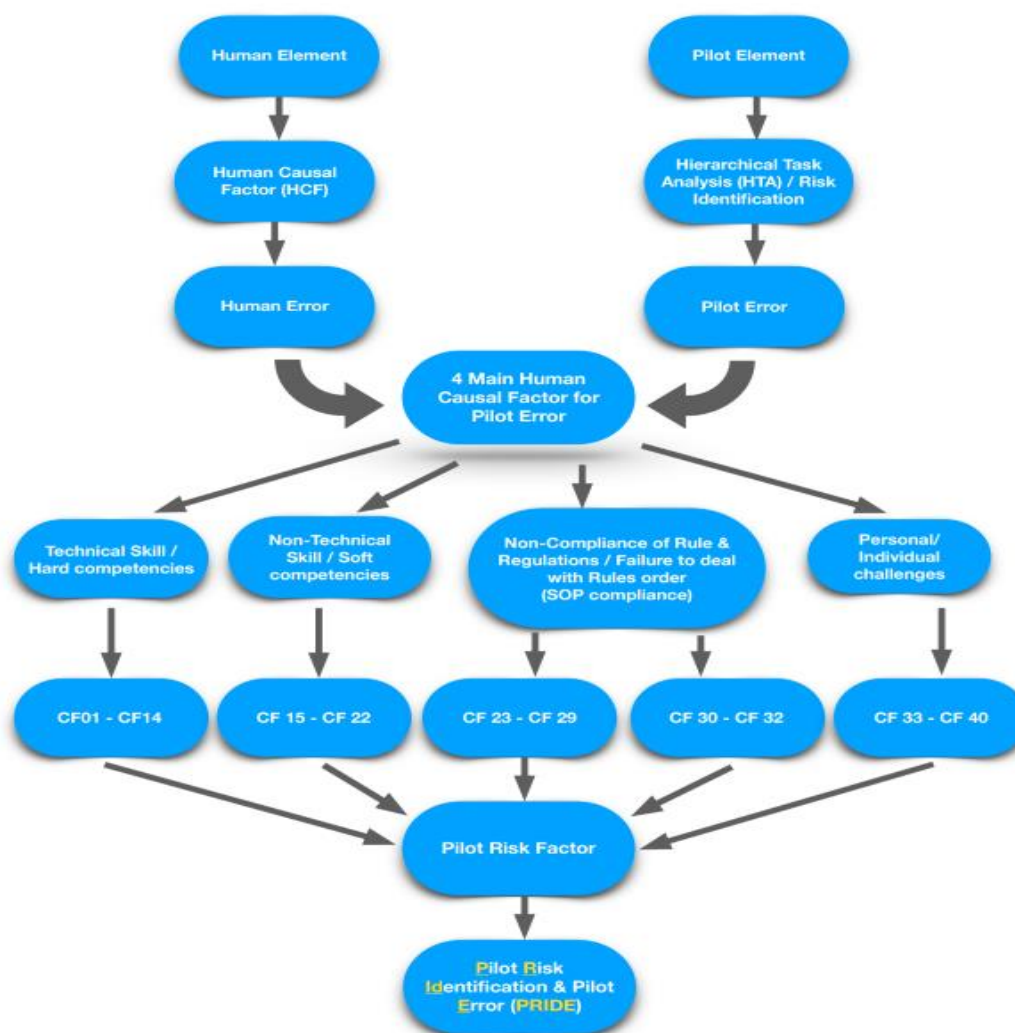 Human Element
Pilot Element
Human Causal
Factor (HCF)
Hierarchical Task
Analysis (HTA) / Risk
Identification
Human Error
Pilot Error
4 Main Human
Causal Factor for
Pilot Error
Technical Skill /
Hard competencies
Non-Technical
Skill / Soft
competencies
Non-Compliance of Rule &
Regulations / Failure to deal
with Rules order
(SOP compliance)
Personal/
Individual
challenges
CF01 - CF14
CF 15 - CF 22
CF 23 - CF 29
CF 30 - CF 32
CF 33 - CF 40
Pilot Risk Factor
Pilot Risk
Identification & Pilot
Error (PRIDE)